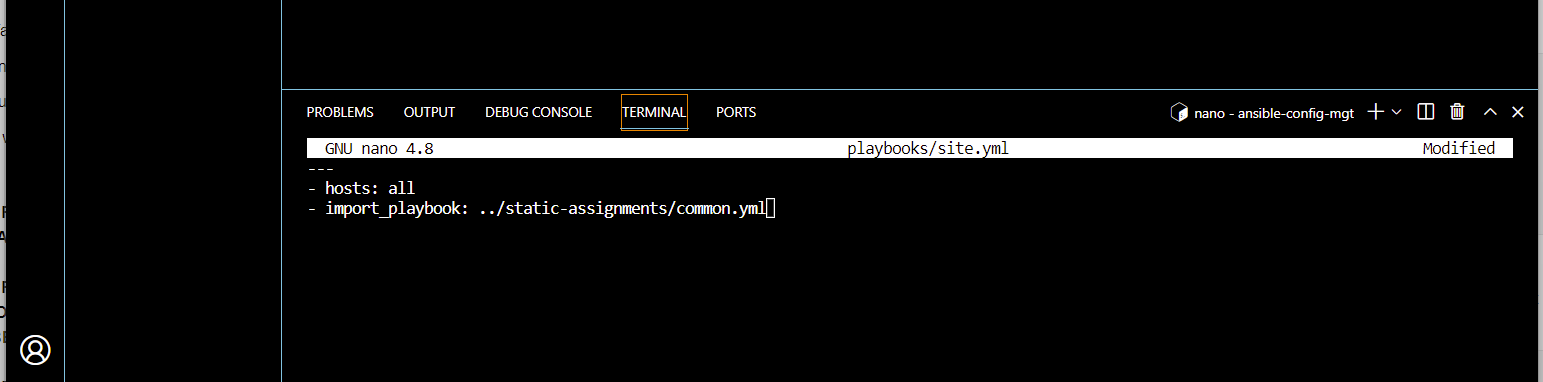 PROBLEMS OUTPUT DEBUG CONSOLE TERMINAL PORTS nano - ansible-config-mgt
GNU nano 4.8 playbooks/site.yml Modified
---
- hosts: all
- import_playbook: ../static-assignments/common.yml